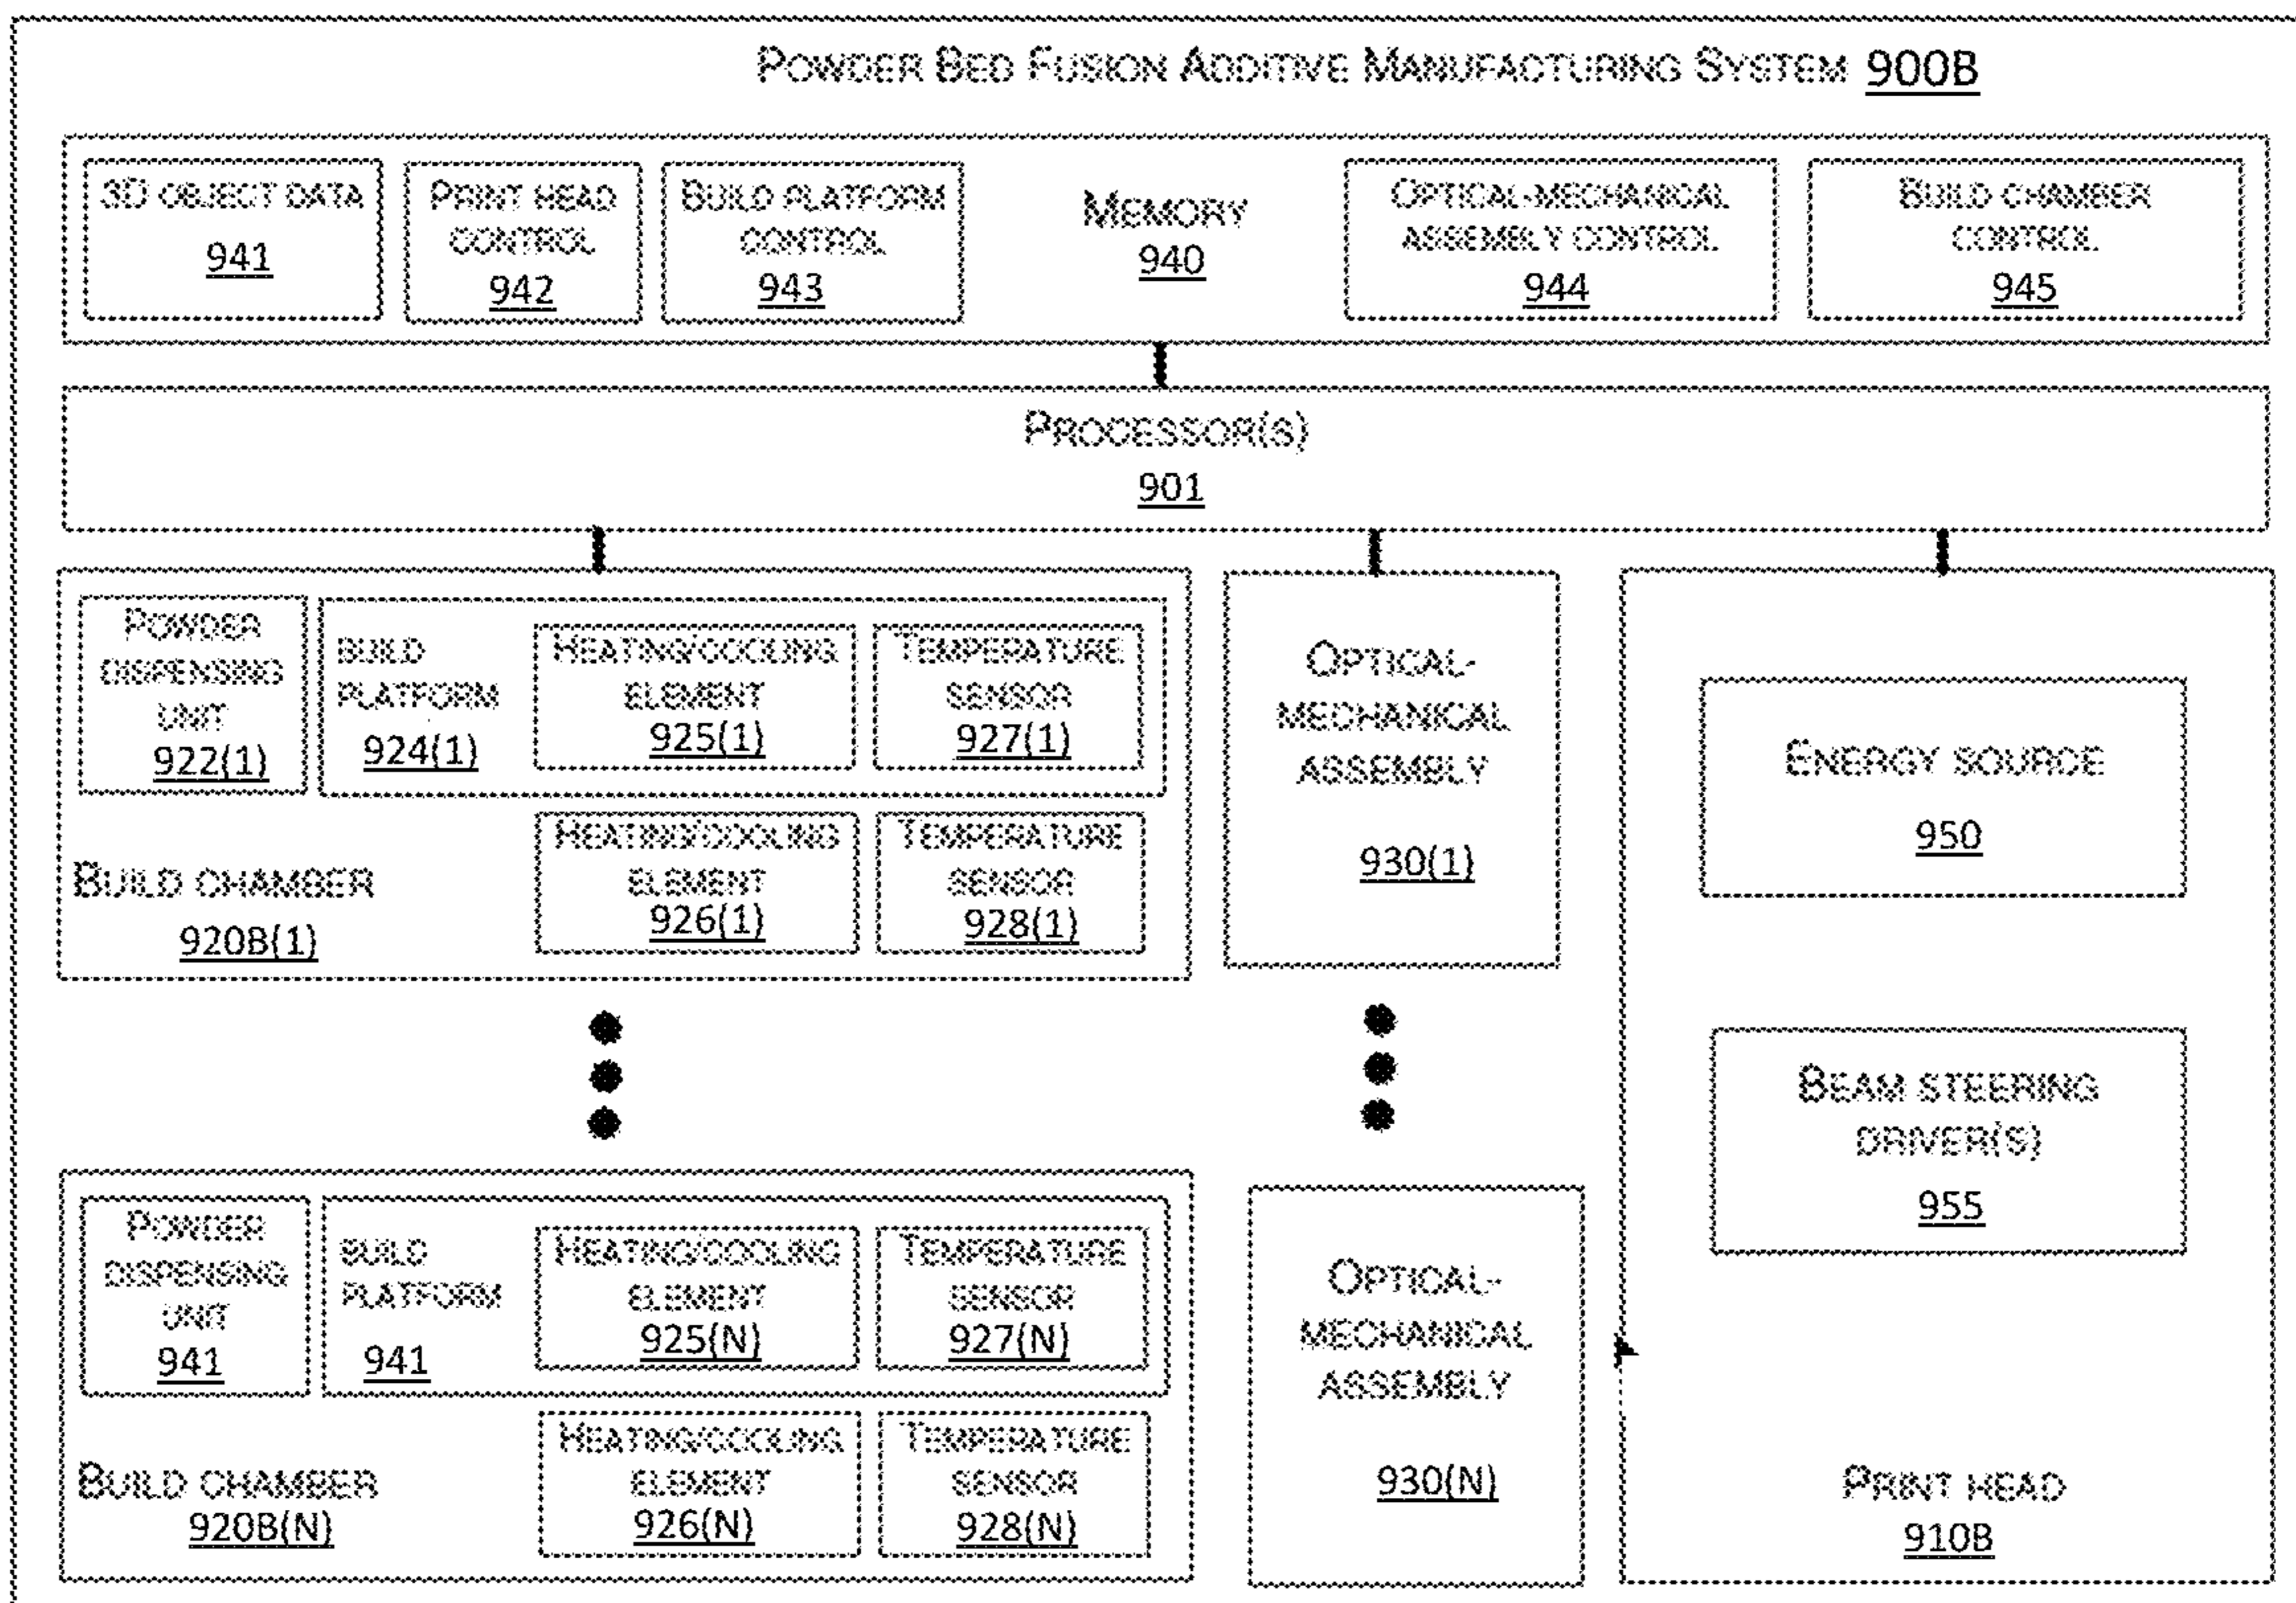 POWDER BED FUSION ADDITIVE MANUFACTURING SYSTEM 900B
3D OBJECT DATA
941
PRINT HEAD
CONTROL
942
BUILD PLATFORM
CONTROL
943
MEMORY
940
OPTICAL-MECHANICAL
ASSEMBLY CONTROL
944
BUILD CHAMBER
CONTROL
945
PROCESSOR(S)
901
POWDER
DISPENSING
UNIT
922(1)
BUILD
PLATFORM
924(1)
HEATING/COOLING
ELEMENT
925(1)
TEMPERATURE
SENSOR
927(1)
BUILD CHAMBER
920B(1)
HEATING/COOLING
ELEMENT
926(1)
TEMPERATURE
SENSOR
928(1)
OPTICAL-
MECHANICAL
ASSEMBLY
930(1)
ENERGY SOURCE
950
BEAM STEERING
DRIVER(S)
955
POWDER
DISPENSING
UNIT
941
BUILD
PLATFORM
941
HEATING/COOLING
ELEMENT
925(N)
TEMPERATURE
SENSOR
927(N)
BUILD CHAMBER
920B(N)
HEATING/COOLING
ELEMENT
926(N)
TEMPERATURE
SENSOR
928(N)
OPTICAL-
MECHANICAL
ASSEMBLY
930(N)
PRINT HEAD
910B